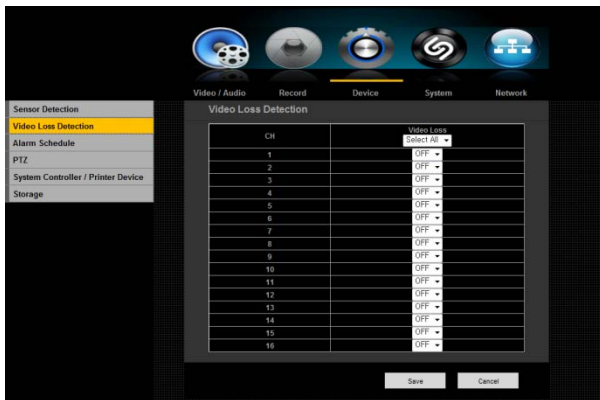 Video / Audio Record Device System Network
Sensor Detection
Video Loss Detection
Alarm Schedule
PTZ
System Controller / Printer Device
Storage
Video Loss Detection
CH Video Loss
Select All
1 OFF
2 OFF
3 OFF
4 OFF
5 OFF
6 OFF
7 OFF
8 OFF
9 OFF
10 OFF
11 OFF
12 OFF
13 OFF
14 OFF
15 OFF
16 OFF
Save Cancel